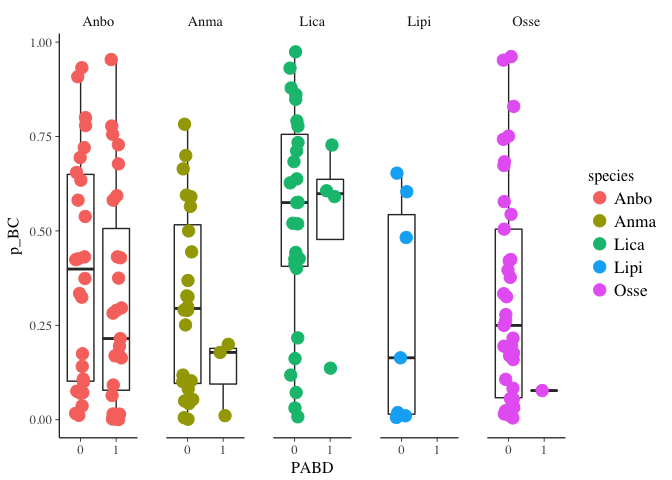 Anbo Anma Lica Lipi Osse
1.00
0.75
0.50
0.25
0.00
p_BC
0 1 0 1 0 1 0 1 0 1
PABD
species
Anbo
Anma
Lica
Lipi
Osse